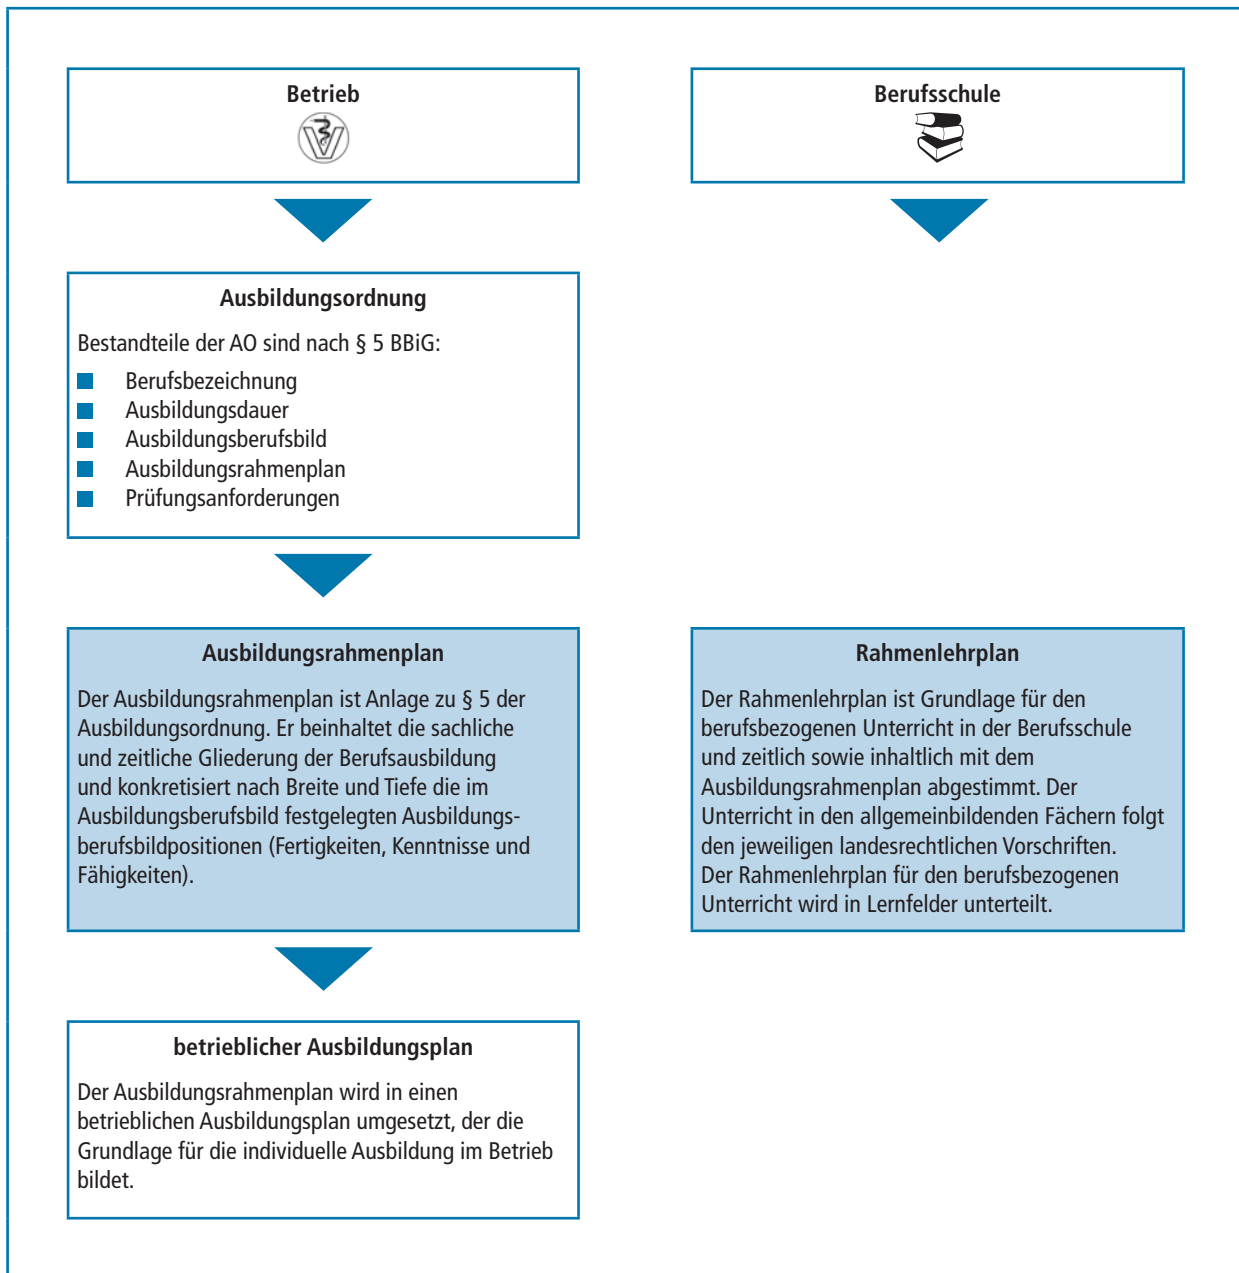 Betrieb
V
Ausbildungsordnung
Bestandteile der AO sind nach § 5 BBiG:
Berufsbezeichnung
Ausbildungsdauer
Ausbildungsberufsbild
Ausbildungsrahmenplan
Prüfungsanforderungen
Ausbildungsrahmenplan
Der Ausbildungsrahmenplan ist Anlage zu § 5 der
Ausbildungsordnung. Er beinhaltet die sachliche
und zeitliche Gliederung der Berufsausbildung
und konkretisiert nach Breite und Tiefe die im
Ausbildungsberufsbild festgelegten Ausbildungs-
berufsbildpositionen (Fertigkeiten, Kenntnisse und
Fähigkeiten).
betrieblicher Ausbildungsplan
Der Ausbildungsrahmenplan wird in einen
betrieblichen Ausbildungsplan umgesetzt, der die
Grundlage für die individuelle Ausbildung im Betrieb
bildet.
Berufsschule
Rahmenlehrplan
Der Rahmenlehrplan ist Grundlage für den
berufsbezogenen Unterricht in der Berufsschule
und zeitlich sowie inhaltlich mit dem
Ausbildungsrahmenplan abgestimmt. Der
Unterricht in den allgemeinbildenden Fächern folgt
den jeweiligen landesrechtlichen Vorschriften.
Der Rahmenlehrplan für den berufsbezogenen
Unterricht wird in Lernfelder unterteilt.